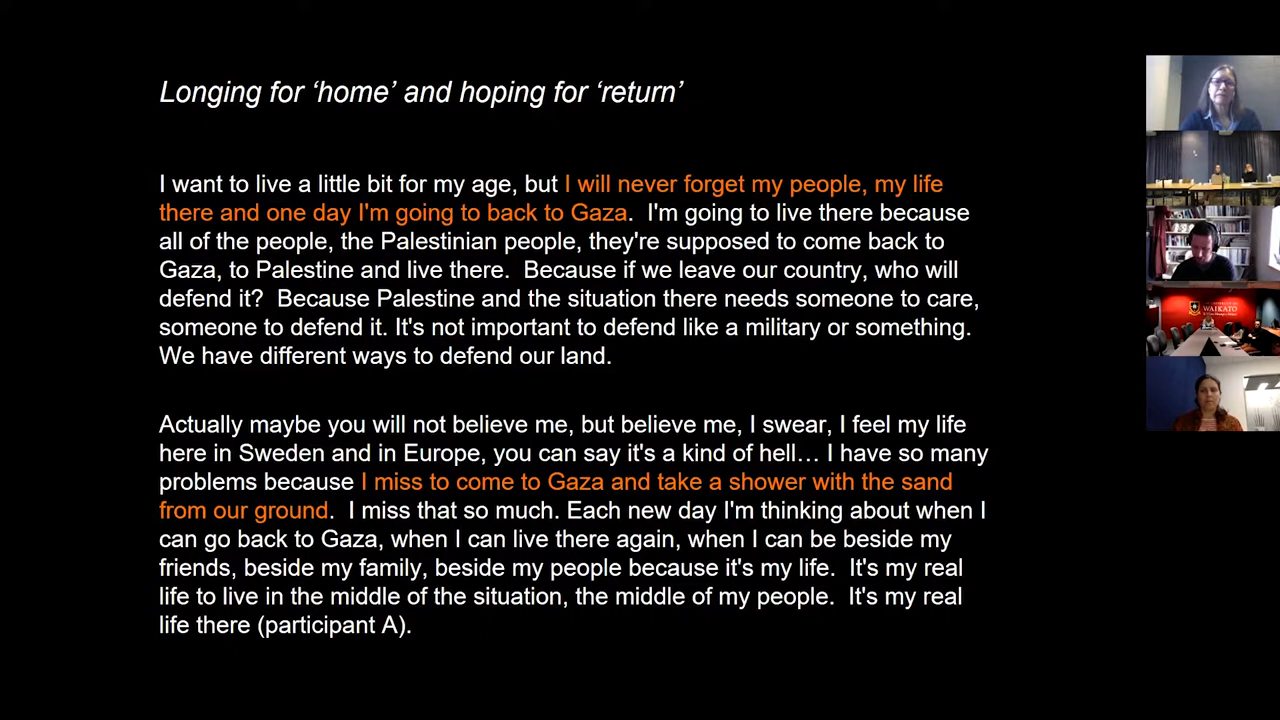 Longing for ‘home’ and hoping for ‘return’
I want to live a little bit for my age, but I will never forget my people, my life
there and one day I'm going to back to Gaza.  I'm going to live there because
all of the people, the Palestinian people, they're supposed to come back to
Gaza, to Palestine and live there.  Because if we leave our country, who will
defend it?  Because Palestine and the situation there needs someone to care,
someone to defend it. It's not important to defend like a military or something.
We have different ways to defend our land.
Actually maybe you will not believe me, but believe me, I swear, I feel my life
here in Sweden and in Europe, you can say it's a kind of hell… I have so many
problems because I miss to come to Gaza and take a shower with the sand
from our ground.  I miss that so much. Each new day I'm thinking about when I
can go back to Gaza, when I can live there again, when I can be beside my
friends, beside my family, beside my people because it's my life.  It's my real
life to live in the middle of the situation, the middle of my people.  It's my real
life there (participant A).
WAIKATO